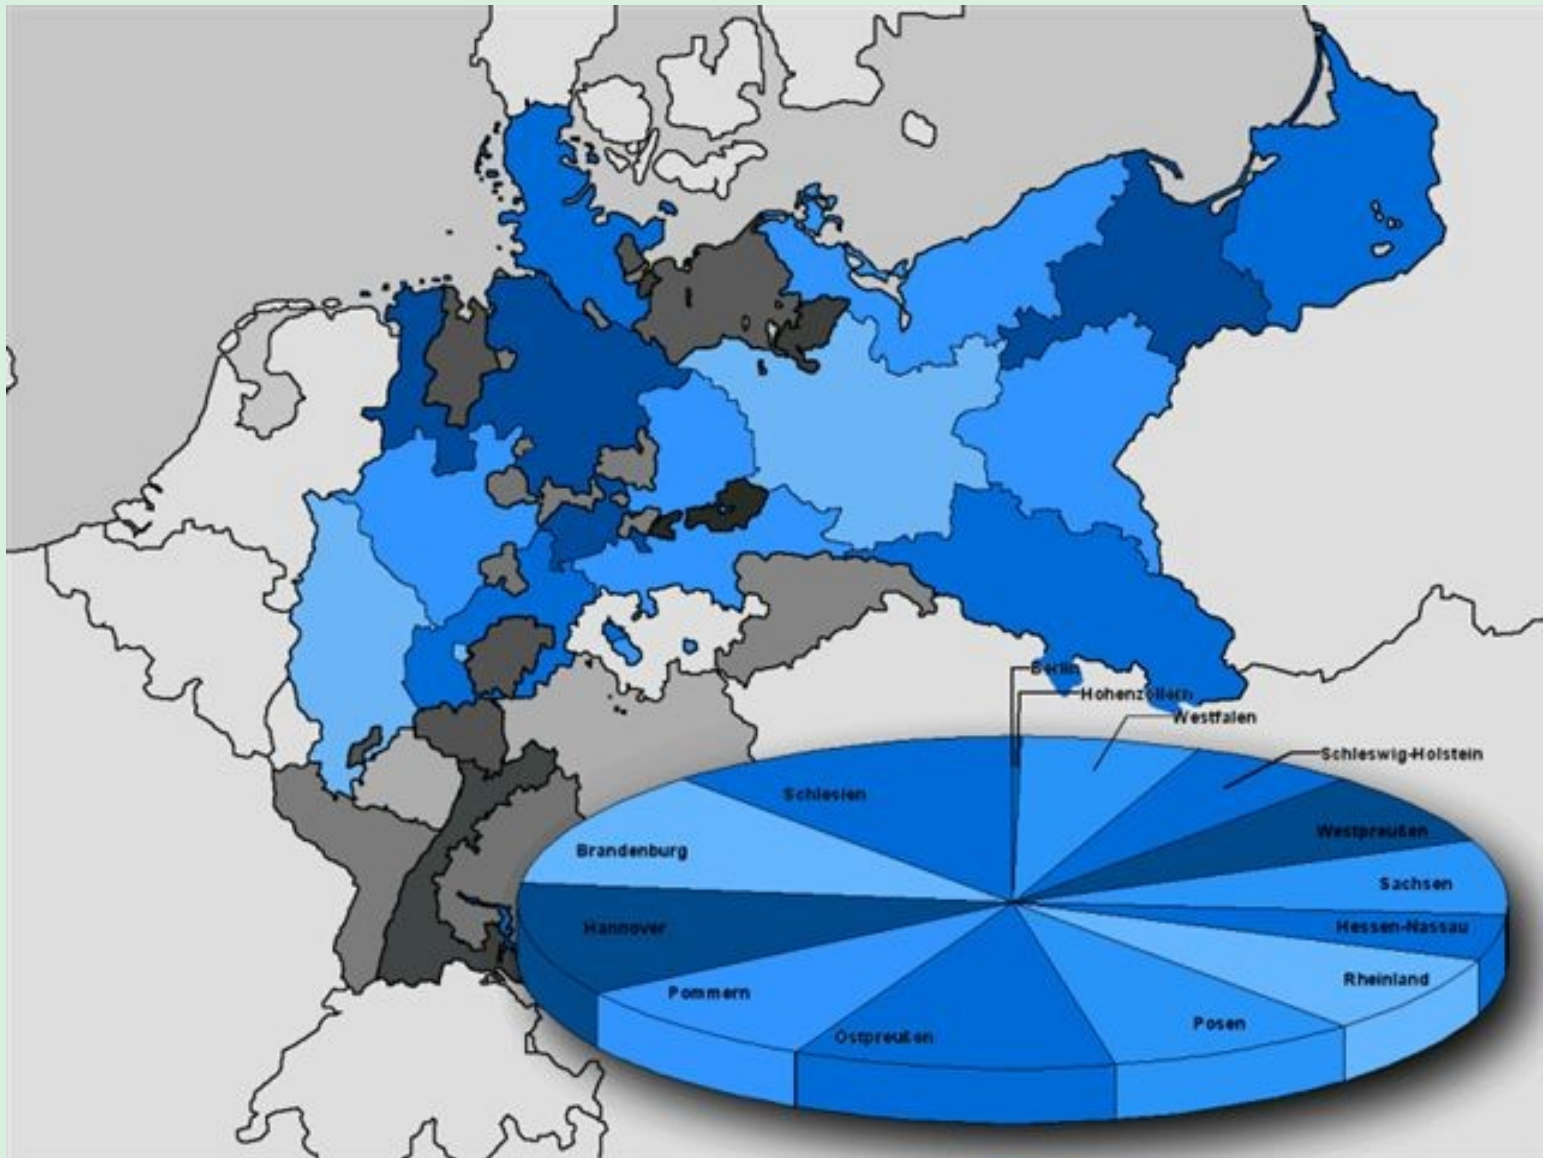 Berlin
Hohenzollern
Westfalen
Schleswig-Holstein
Schlesien
Westpreußen
Brandenburg
Sachsen
Hannover
Hessen-Nassau
Rheinland
Pommern
Posen
Ostpreußen